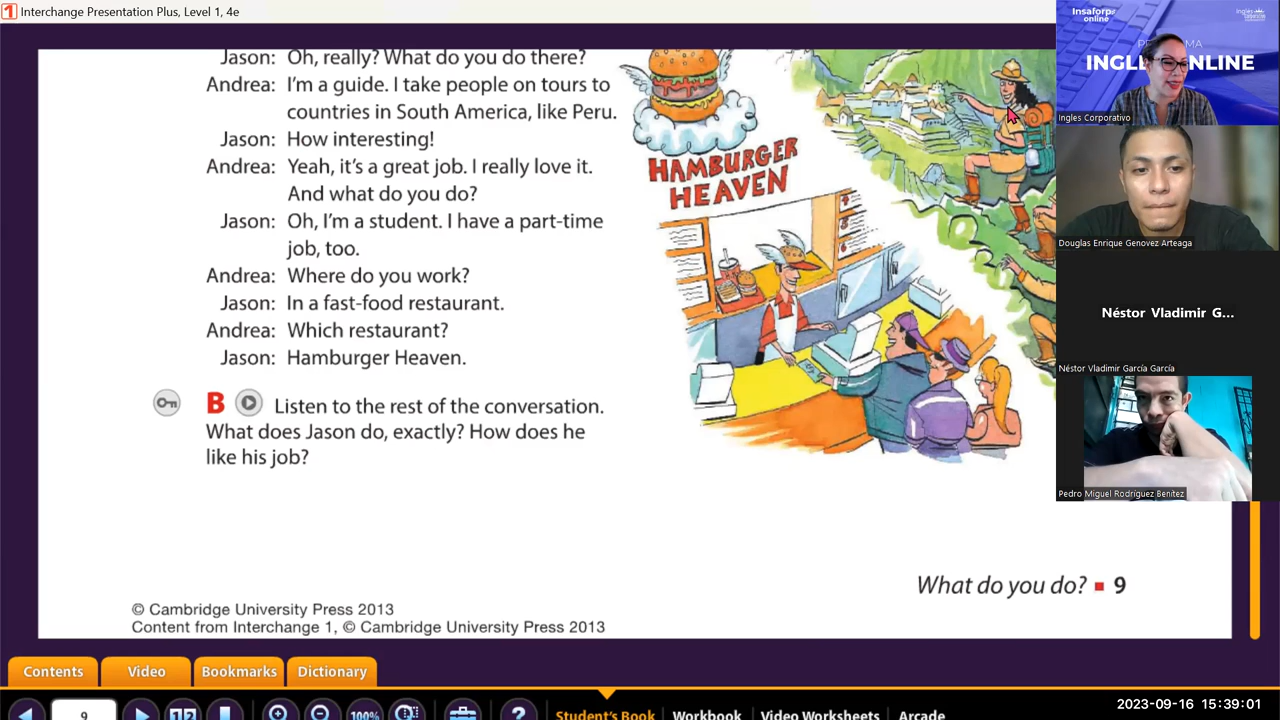 Interchange Presentation Plus, Level 1, 4e
Jason: Oh, really? What do you do there?
Andrea: I'm a guide. I take people on tours to
countries in South America, like Peru.
Jason: How interesting!
Andrea: Yeah, it's a great job. I really love it.
And what do you do?
Jason: Oh, I'm a student. I have a part-time
job, too.
Andrea: Where do you work?
Jason: In a fast-food restaurant.
Andrea: Which restaurant?
Jason: Hamburger Heaven.
HAMBURGER
HEAVEN
B Listen to the rest of the conversation.
What does Jason do, exactly? How does he
like his job?
What do you do? ■ 9
© Cambridge University Press 2013
Content from Interchange 1, © Cambridge University Press 2013
Insaforp
online
Ingles Corporativo
Douglas Enrique Genovez Arteaga
Néstor Vladimir G...
Néstor Vladimir García García
Pedro Miguel Rodríguez Benítez
Contents Video Bookmarks Dictionary
9 100% ? Student's Book Workbook Video Worksheets Arcade
2023-09-16 15:39:01